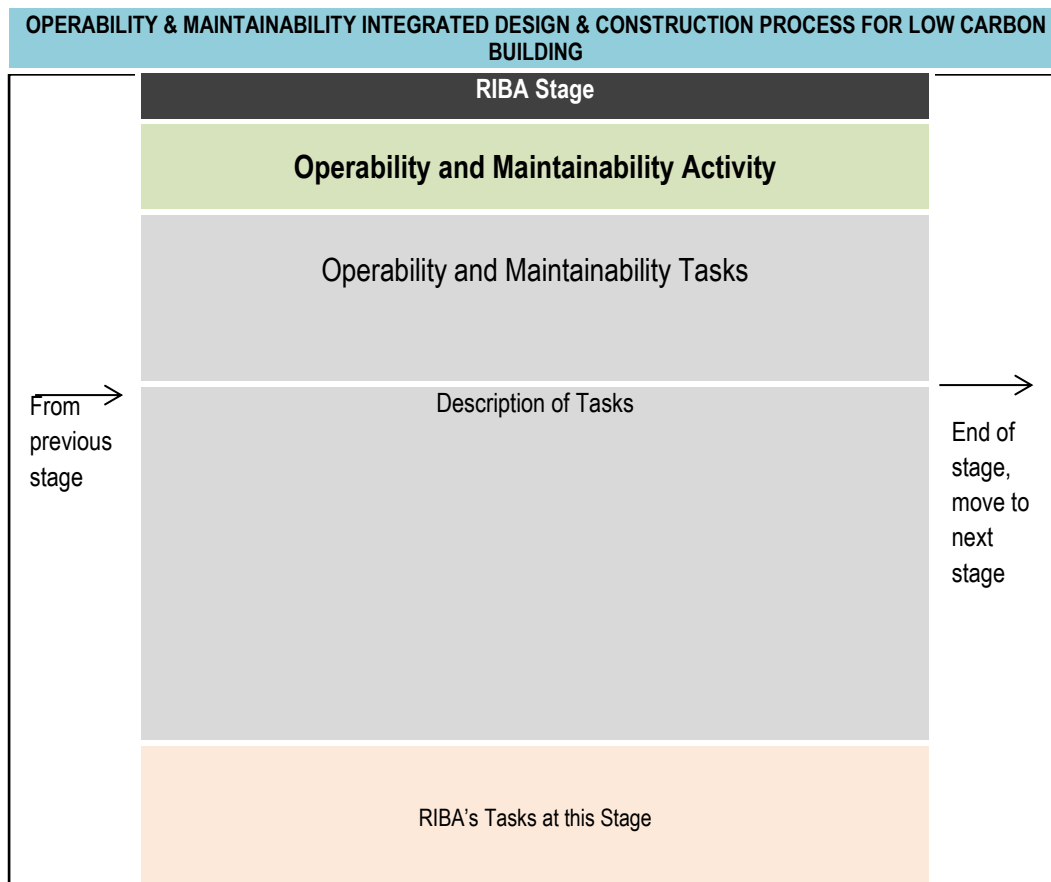 OPERABILITY & MAINTAINABILITY INTEGRATED DESIGN & CONSTRUCTION PROCESS FOR LOW CARBON
BUILDING
RIBA Stage
Operability and Maintainability Activity
Operability and Maintainability Tasks
Description of Tasks
From
previous
stage
End of
stage,
move to
next
stage
RIBA’s Tasks at this Stage